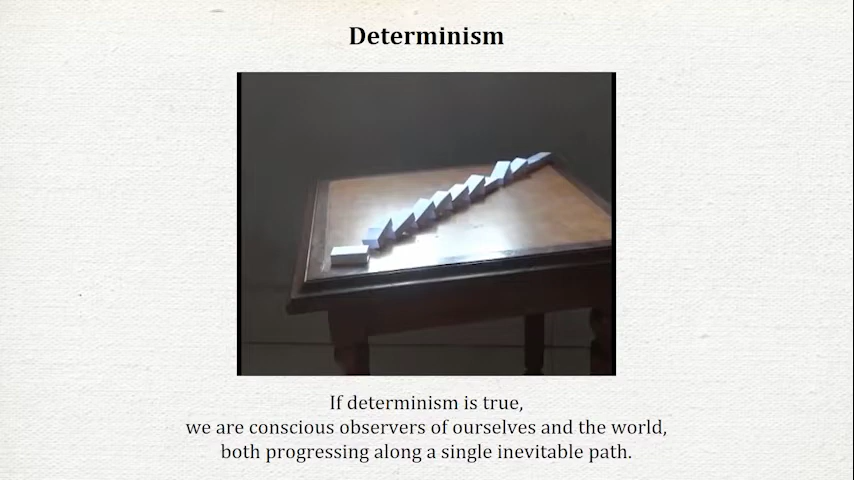 Determinism
If determinism is true,
we are conscious observers of ourselves and the world,
both progressing along a single inevitable path.